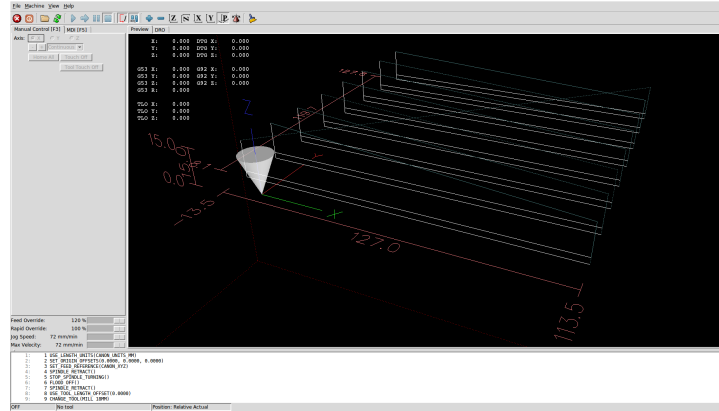 File Machine View Help
Z N X Y P
Manual Control [F3] MDI [F5]
Preview DRO
Axis: X Y Z
- + Continuous
Home All Touch Off
Tool Touch Off
X: 0.000 DTG X: 0.000
Y: 0.000 DTG Y: 0.000
Z: 0.000 DTG Z: 0.000
G53 X: 0.000 G92 X: 0.000
G53 Y: 0.000 G92 Y: 0.000
G53 Z: 0.000 G92 Z: 0.000
G53 R: 0.000
TLO X: 0.000
TLO Y: 0.000
TLO Z: 0.000
Z
15.0
0.0
-13.5
X
127.0
113.5
Feed Override: 120 %
Rapid Override: 100 %
Jog Speed: 72 mm/min
Max Velocity: 72 mm/min
1: 1 USE_LENGTH_UNITS(CANON_UNITS_MM)
2: 2 SET_ORIGIN_OFFSETS(0.0000, 0.0000, 0.0000)
3: 3 SET_FEED_REFERENCE(CANON_XYZ)
4: 4 SPINDLE_RETRACT()
5: 5 STOP_SPINDLE_TURNING()
6: 6 FLOOD_OFF()
7: 7 SPINDLE_RETRACT()
8: 8 USE_TOOL_LENGTH_OFFSET(0.0000)
9: 9 CHANGE_TOOL(MILL 18MM)
OFF No tool Position: Relative Actual